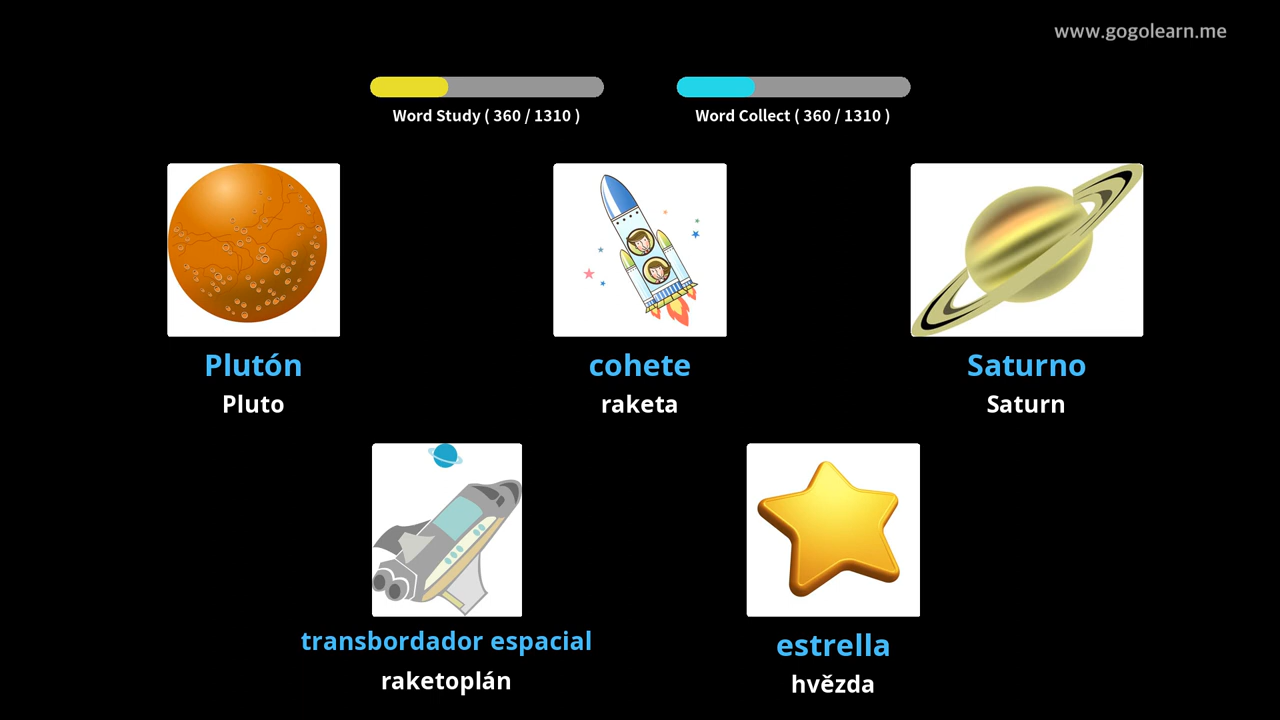 www.gogolearn.me
Word Study ( 360 / 1310 )
Word Collect ( 360 / 1310 )
Plutón
Pluto
cohete
raketa
Saturno
Saturn
transbordador espacial
raketoplán
estrella
hvězda